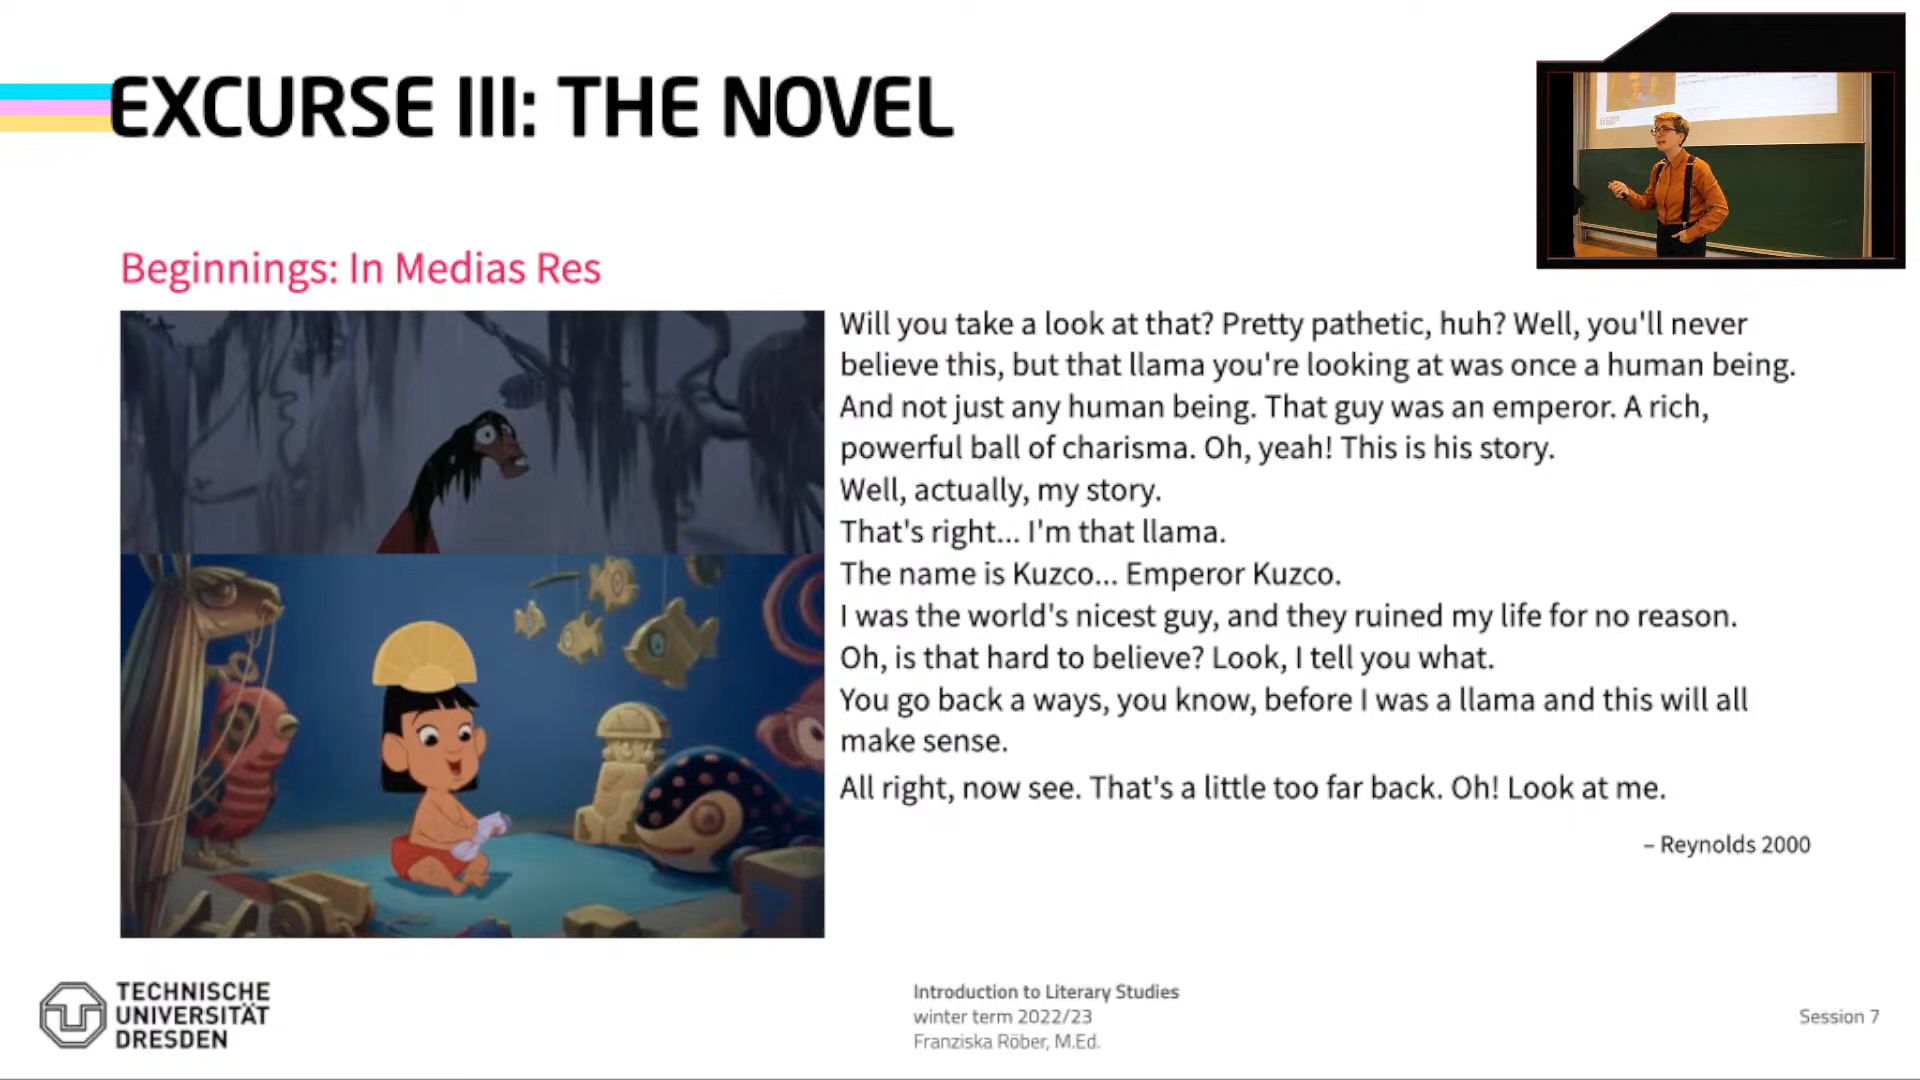 EXCURSE III: THE NOVEL
Beginnings: In Medias Res
Will you take a look at that? Pretty pathetic, huh? Well, you'll never
believe this, but that llama you're looking at was once a human being.
And not just any human being. That guy was an emperor. A rich,
powerful ball of charisma. Oh, yeah! This is his story.
Well, actually, my story.
That's right... I'm that llama.
The name is Kuzco... Emperor Kuzco.
I was the world's nicest guy, and they ruined my life for no reason.
Oh, is that hard to believe? Look, I tell you what.
You go back a ways, you know, before I was a llama and this will all
make sense.
All right, now see. That's a little too far back. Oh! Look at me.
– Reynolds 2000
TECHNISCHE
UNIVERSITÄT
DRESDEN
Introduction to Literary Studies
winter term 2022/23
Franziska Röber, M.Ed.
Session 7